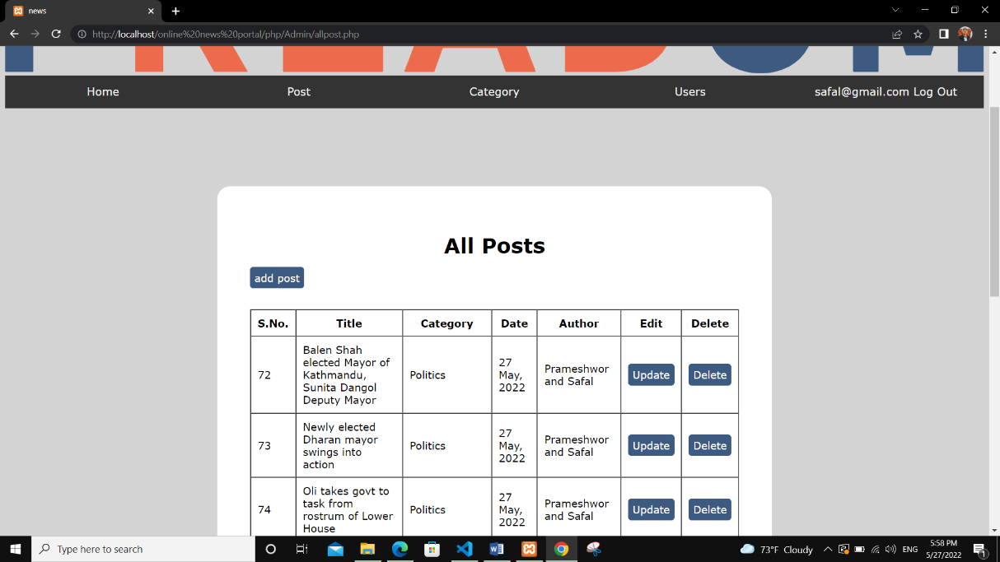 news
http://localhost/online%20news%20portal/php/Admin/allpost.php
Home Post Category Users safal@gmail.com Log Out
All Posts
add post
S.No. Title Category Date Author Edit Delete
72
Balen Shah
elected Mayor of
Kathmandu,
Sunita Dangol
Deputy Mayor
Politics
27
May,
2022
Prameshwor
and Safal
Update
Delete
73
Newly elected
Dharan mayor
swings into
action
Politics
27
May,
2022
Prameshwor
and Safal
Update
Delete
74
Oli takes govt to
task from
rostrum of Lower
House
Politics
27
May,
2022
Prameshwor
and Safal
Update
Delete
Type here to search
73°F Cloudy
ENG
5:58 PM
5/27/2022
1